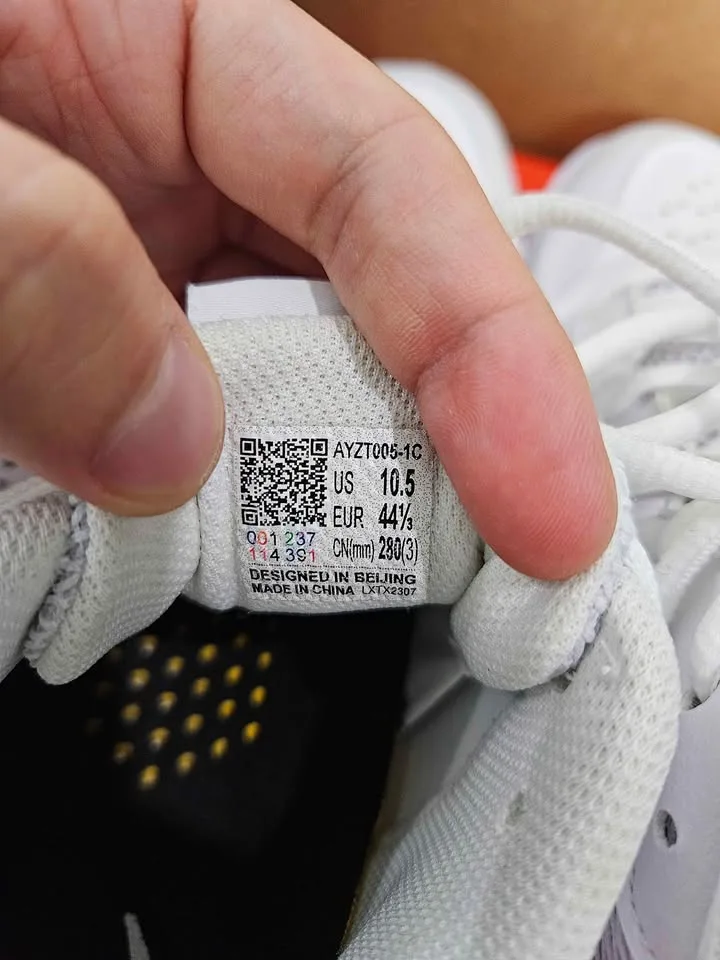 AYZT005-1C
US 10.5
EUR 44⅓
CN(mm) 280(3)
001 237
114 391
DESIGNED IN BEIJING
MADE IN CHINA LXTX2307